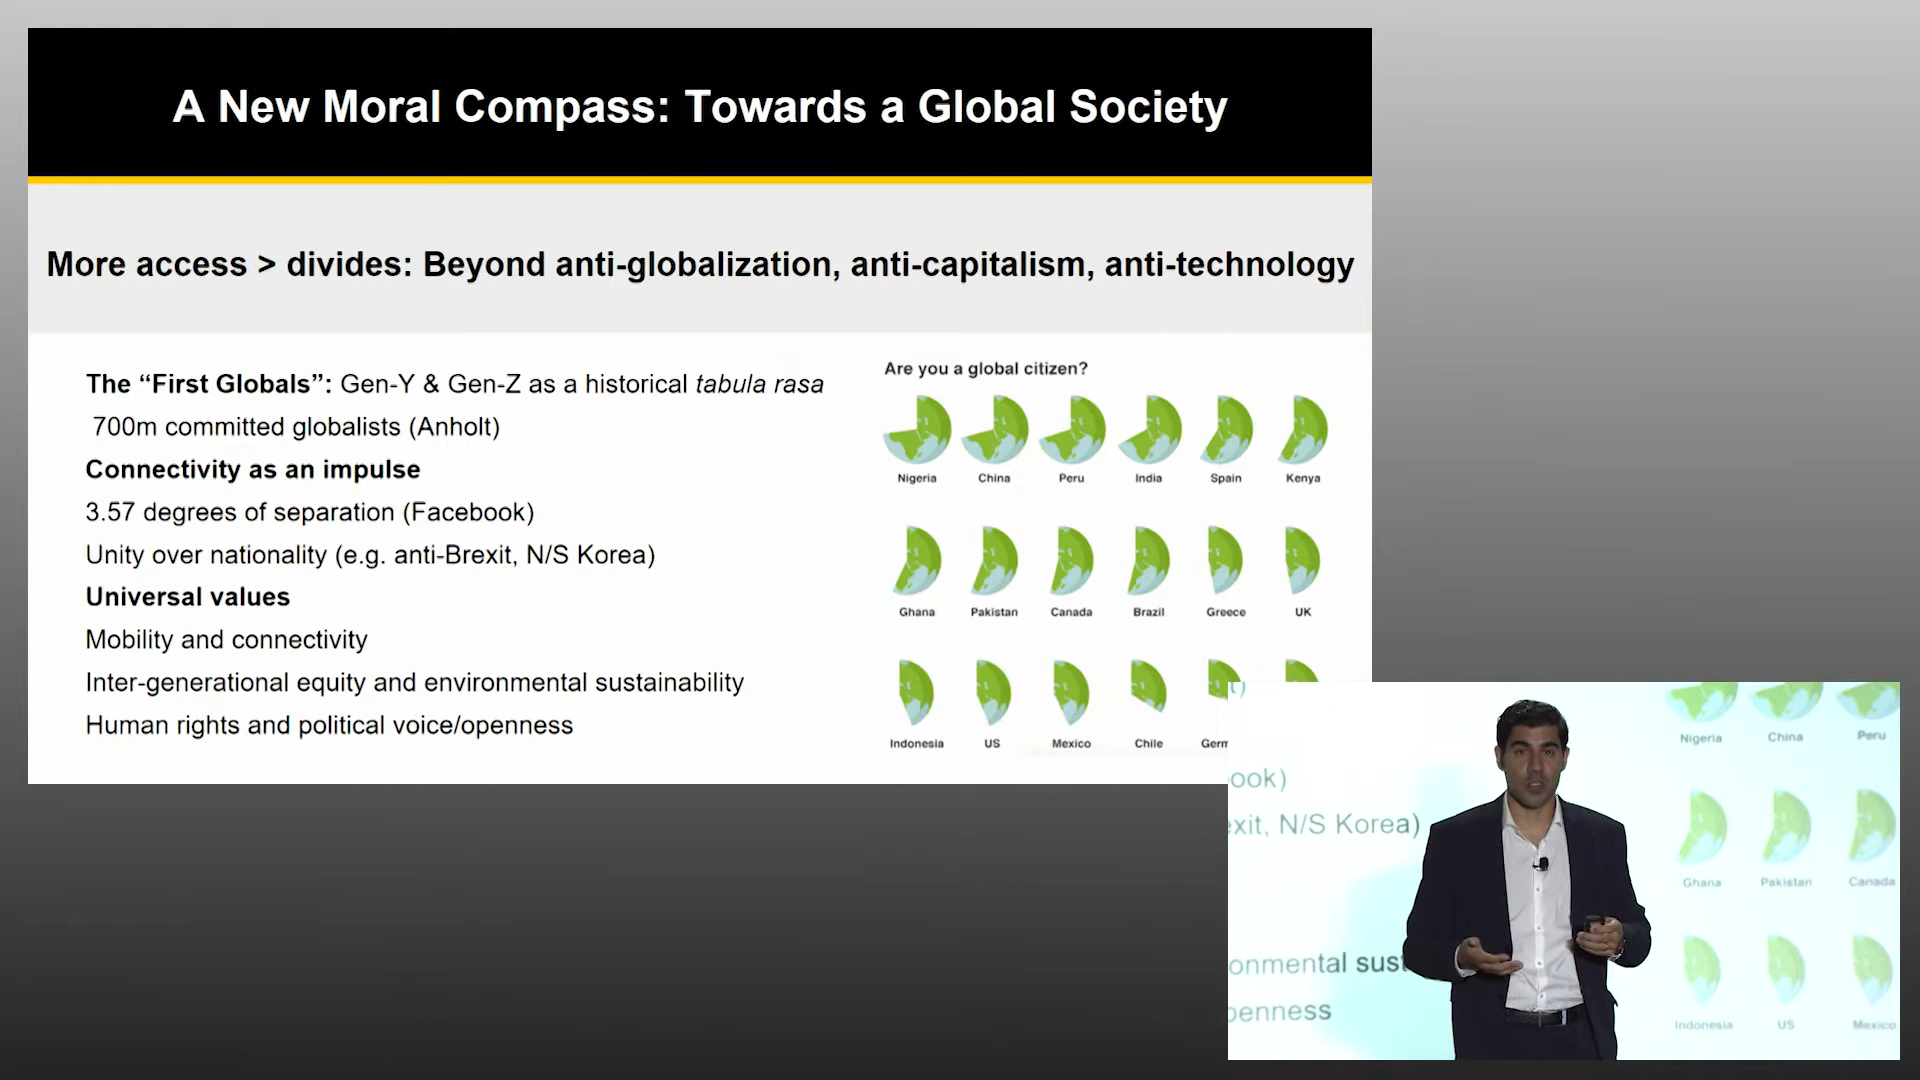 A New Moral Compass: Towards a Global Society
More access > divides: Beyond anti-globalization, anti-capitalism, anti-technology
The “First Globals”: Gen-Y & Gen-Z as a historical tabula rasa
700m committed globalists (Anholt)
Connectivity as an impulse
3.57 degrees of separation (Facebook)
Unity over nationality (e.g. anti-Brexit, N/S Korea)
Universal values
Mobility and connectivity
Inter-generational equity and environmental sustainability
Human rights and political voice/openness
Are you a global citizen?
Nigeria China Peru India Spain Kenya
Ghana Pakistan Canada Brazil Greece UK
Indonesia US Mexico Chile Germ
t)
Nigeria China Peru
ook)
exit, N/S Korea)
Ghana Pakistan Canada
onmental sust
penness
Indonesia US Mexico